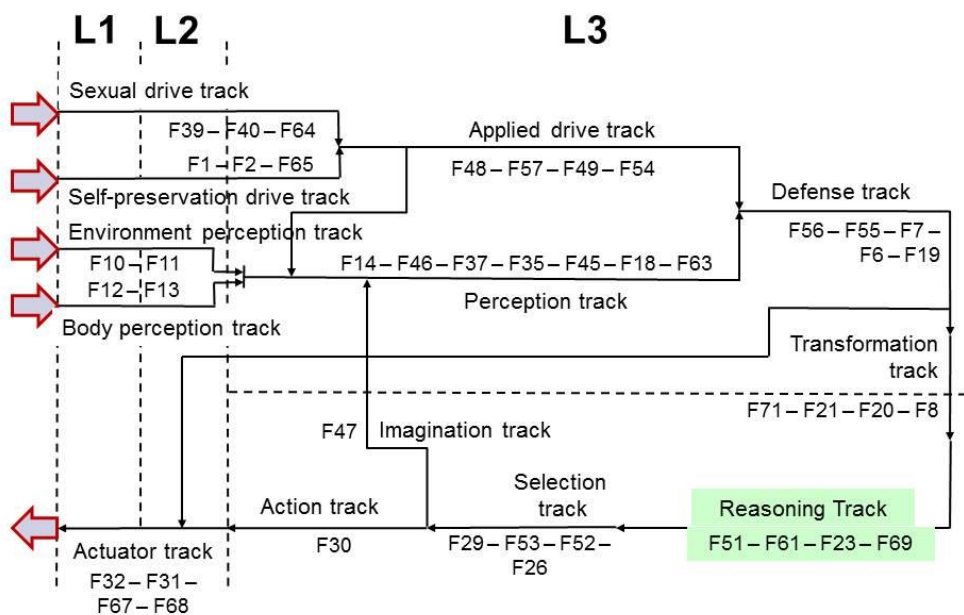 L1
L2
L3
Sexual drive track
F39 – F40 – F64
Applied drive track
F1 – F2 – F65
F48 – F57 – F49 – F54
Self-preservation drive track
Defense track
Environment perception track
F56 – F55 – F7 –
F6 – F19
F10 – F11
F14 – F46 – F37 – F35 – F45 – F18 – F63
F12 – F13
Perception track
Body perception track
Transformation
track
F71 – F21 – F20 – F8
F47
Imagination track
Selection
track
Reasoning Track
Action track
F30
F29 – F53 – F52 –
F26
F51 – F61 – F23 – F69
Actuator track
F32 – F31 –
F67 – F68